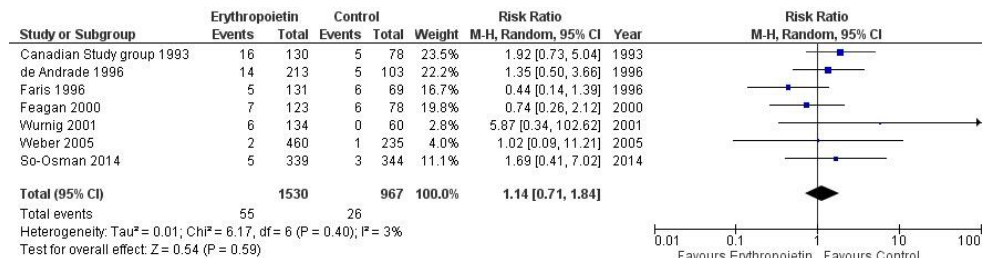 Erythropoietin Control Risk Ratio Risk Ratio
Study or Subgroup Events Total Events Total Weight M-H, Random, 95% CI Year M-H, Random, 95% CI
Canadian Study group 1993 16 130 5 78 23.5% 1.92 [0.73, 5.04] 1993
de Andrade 1996 14 213 5 103 22.2% 1.35 [0.50, 3.66] 1996
Faris 1996 5 131 6 69 16.7% 0.44 [0.14, 1.39] 1996
Feagan 2000 7 123 6 78 19.8% 0.74 [0.26, 2.12] 2000
Wurnig 2001 6 134 0 60 2.8% 5.87 [0.34, 102.62] 2001
Weber 2005 2 460 1 235 4.0% 1.02 [0.09, 11.21] 2005
So-Osman 2014 5 339 3 344 11.1% 1.69 [0.41, 7.02] 2014
Total (95% CI) 1530 967 100.0% 1.14 [0.71, 1.84]
Total events 55 26
Heterogeneity: Tau² = 0.01; Chi² = 6.17, df = 6 (P = 0.40); I² = 3%
Test for overall effect: Z = 0.54 (P = 0.59)
0.01 0.1 1 10 100
Favours Erythropoietin Favours Control